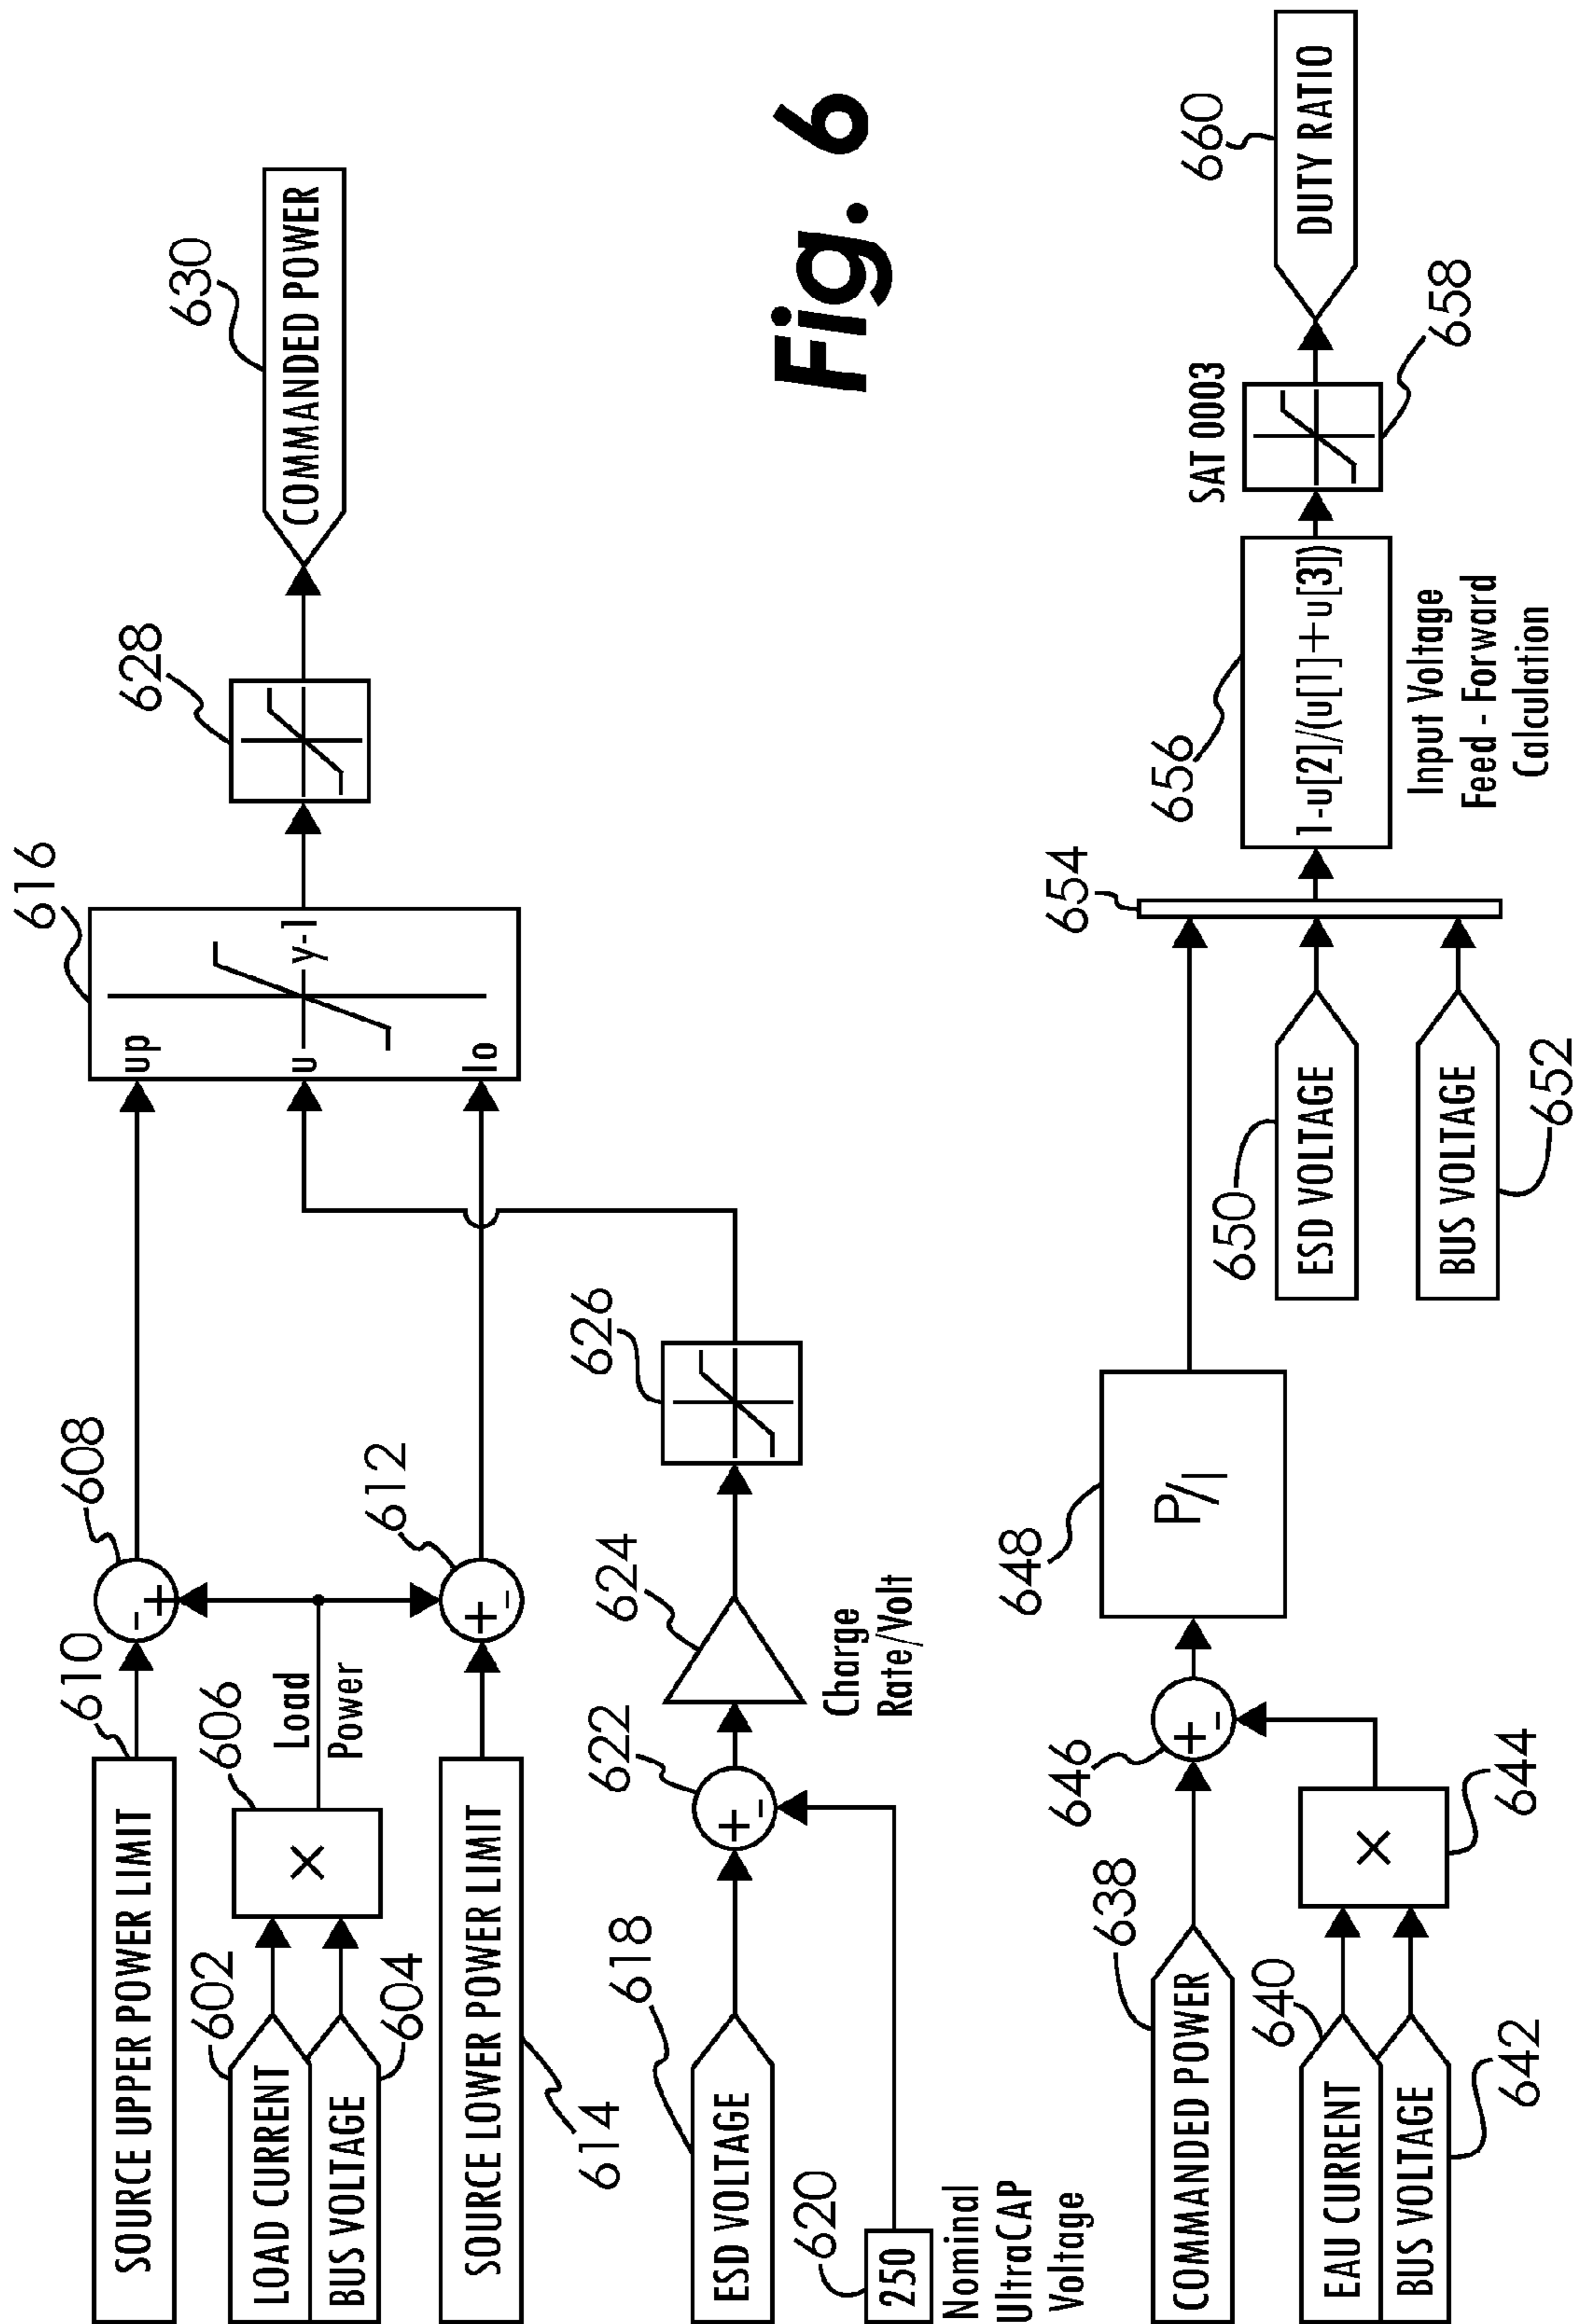 SOURCE UPPER POWER LIMIT
610
608
LOAD CURRENT
602
BUS VOLTAGE
604
606
×
Load
Power
-
+
SOURCE LOWER POWER LIMIT
614
612
+
-
616
up
u
y-1
lo
628
630
COMMANDED POWER
ESD VOLTAGE
618
250
620
Nominal
UltraCAP
Voltage
622
+
-
624
Charge
Rate/Volt
626
Fig. 6
COMMANDED POWER
638
EAU CURRENT
640
BUS VOLTAGE
642
×
644
646
+
-
648
P/I
650
ESD VOLTAGE
BUS VOLTAGE
652
654
656
1-u[2]/(u[1]+u[3])
Input Voltage
Feed - Forward
Calculation
SAT 0003
658
660
DUTY RATIO